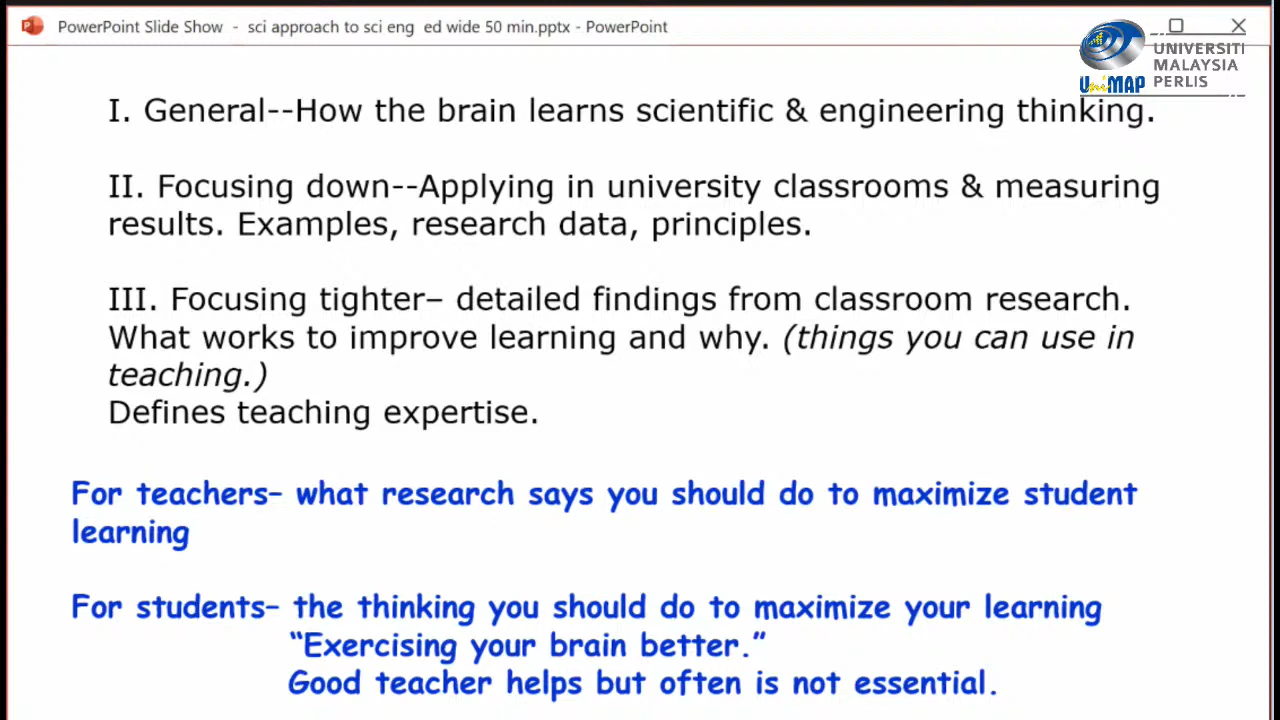 PowerPoint Slide Show - sci approach to sci eng ed wide 50 min.pptx - PowerPoint
UNIVERSITI
MALAYSIA
PERLIS
UniMAP
I. General--How the brain learns scientific & engineering thinking.
II. Focusing down--Applying in university classrooms & measuring
results. Examples, research data, principles.
III. Focusing tighter– detailed findings from classroom research.
What works to improve learning and why. (things you can use in
teaching.)
Defines teaching expertise.
For teachers– what research says you should do to maximize student
learning
For students– the thinking you should do to maximize your learning
“Exercising your brain better.”
Good teacher helps but often is not essential.